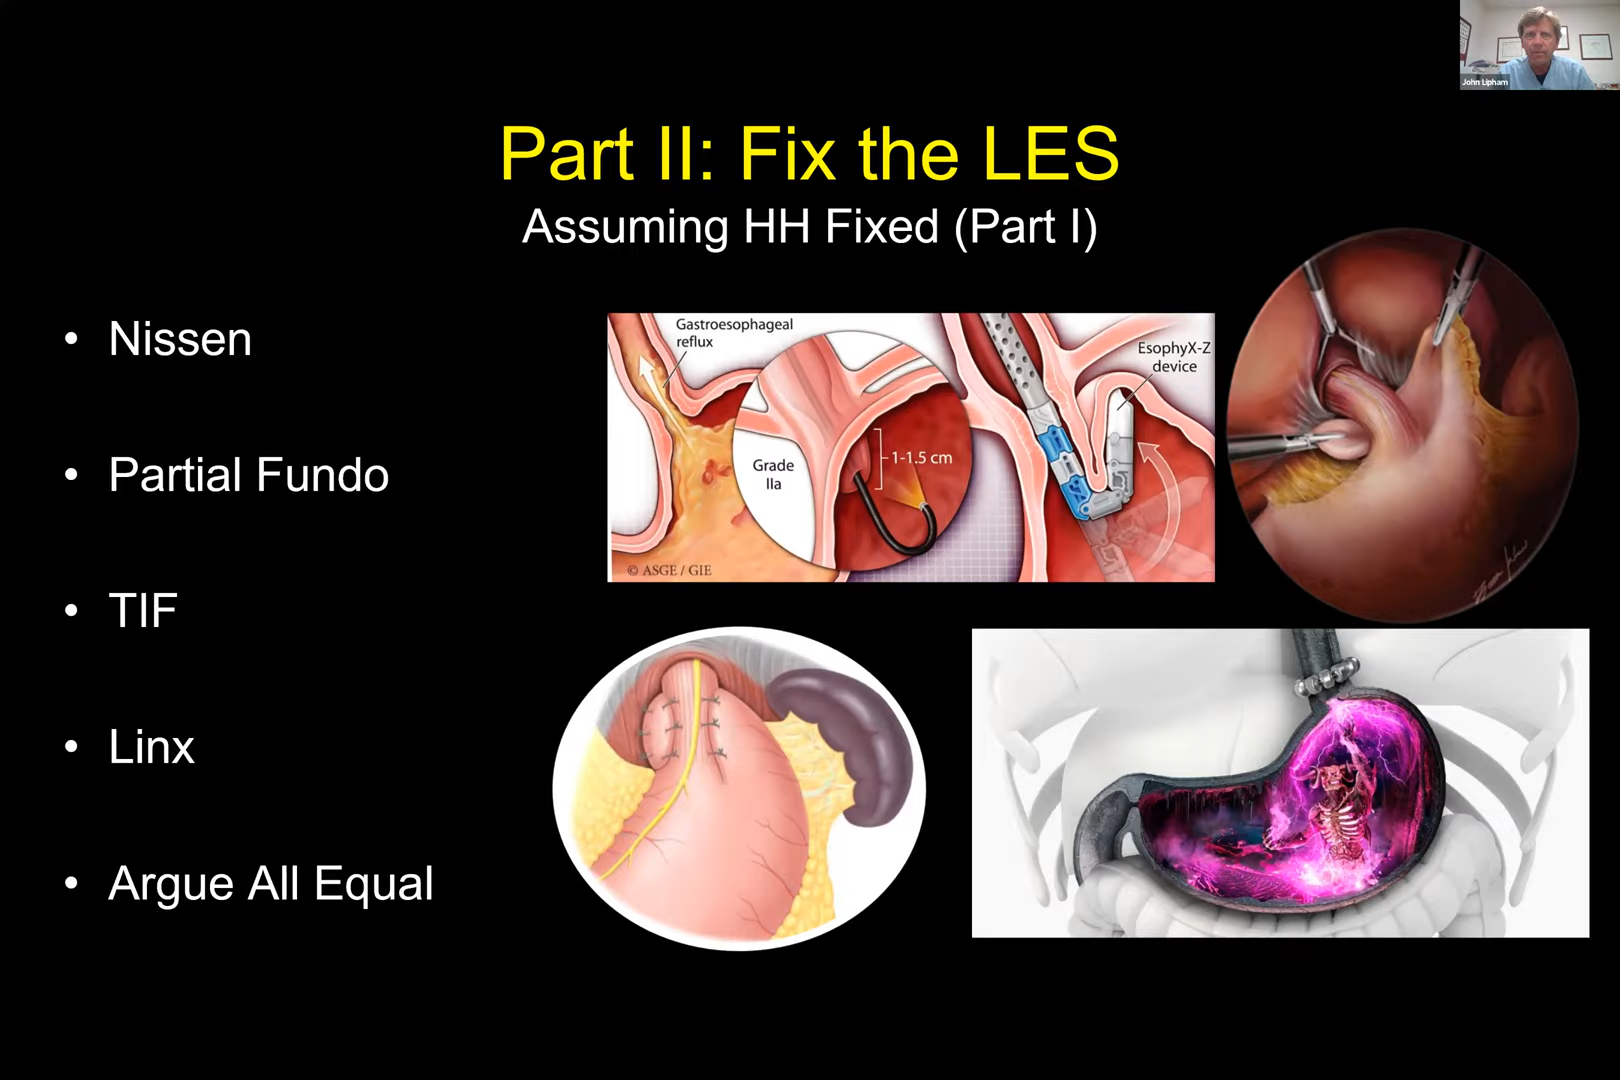 John Lipham
Part II: Fix the LES
Assuming HH Fixed (Part I)
• Nissen
• Partial Fundo
• TIF
• Linx
• Argue All Equal
Gastroesophageal
reflux
Grade
IIa
1-1.5 cm
EsophyX-Z
device
© ASGE / GIE